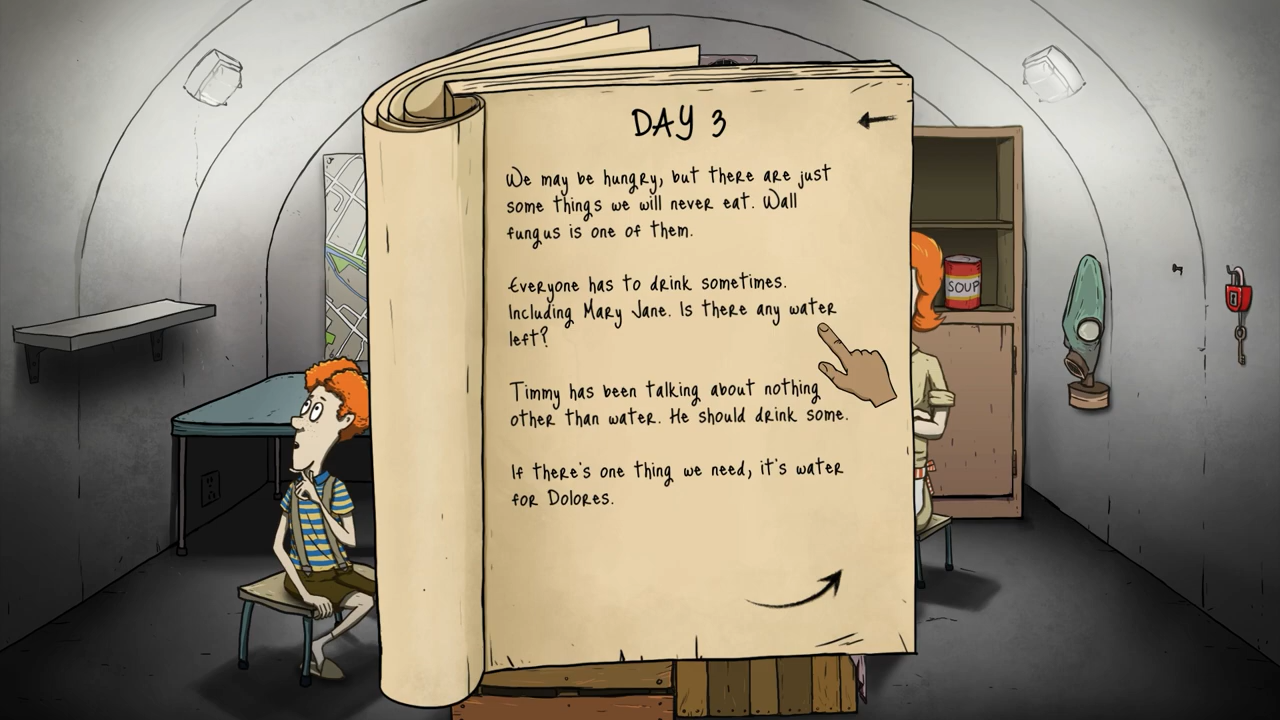 DAY 3
We may be hungry, but there are just
some things we will never eat. Wall
fungus is one of them.
Everyone has to drink sometimes.
Including Mary Jane. Is there any water
left?
Timmy has been talking about nothing
other than water. He should drink some.
If there's one thing we need, it's water
for Dolores.
SOUP